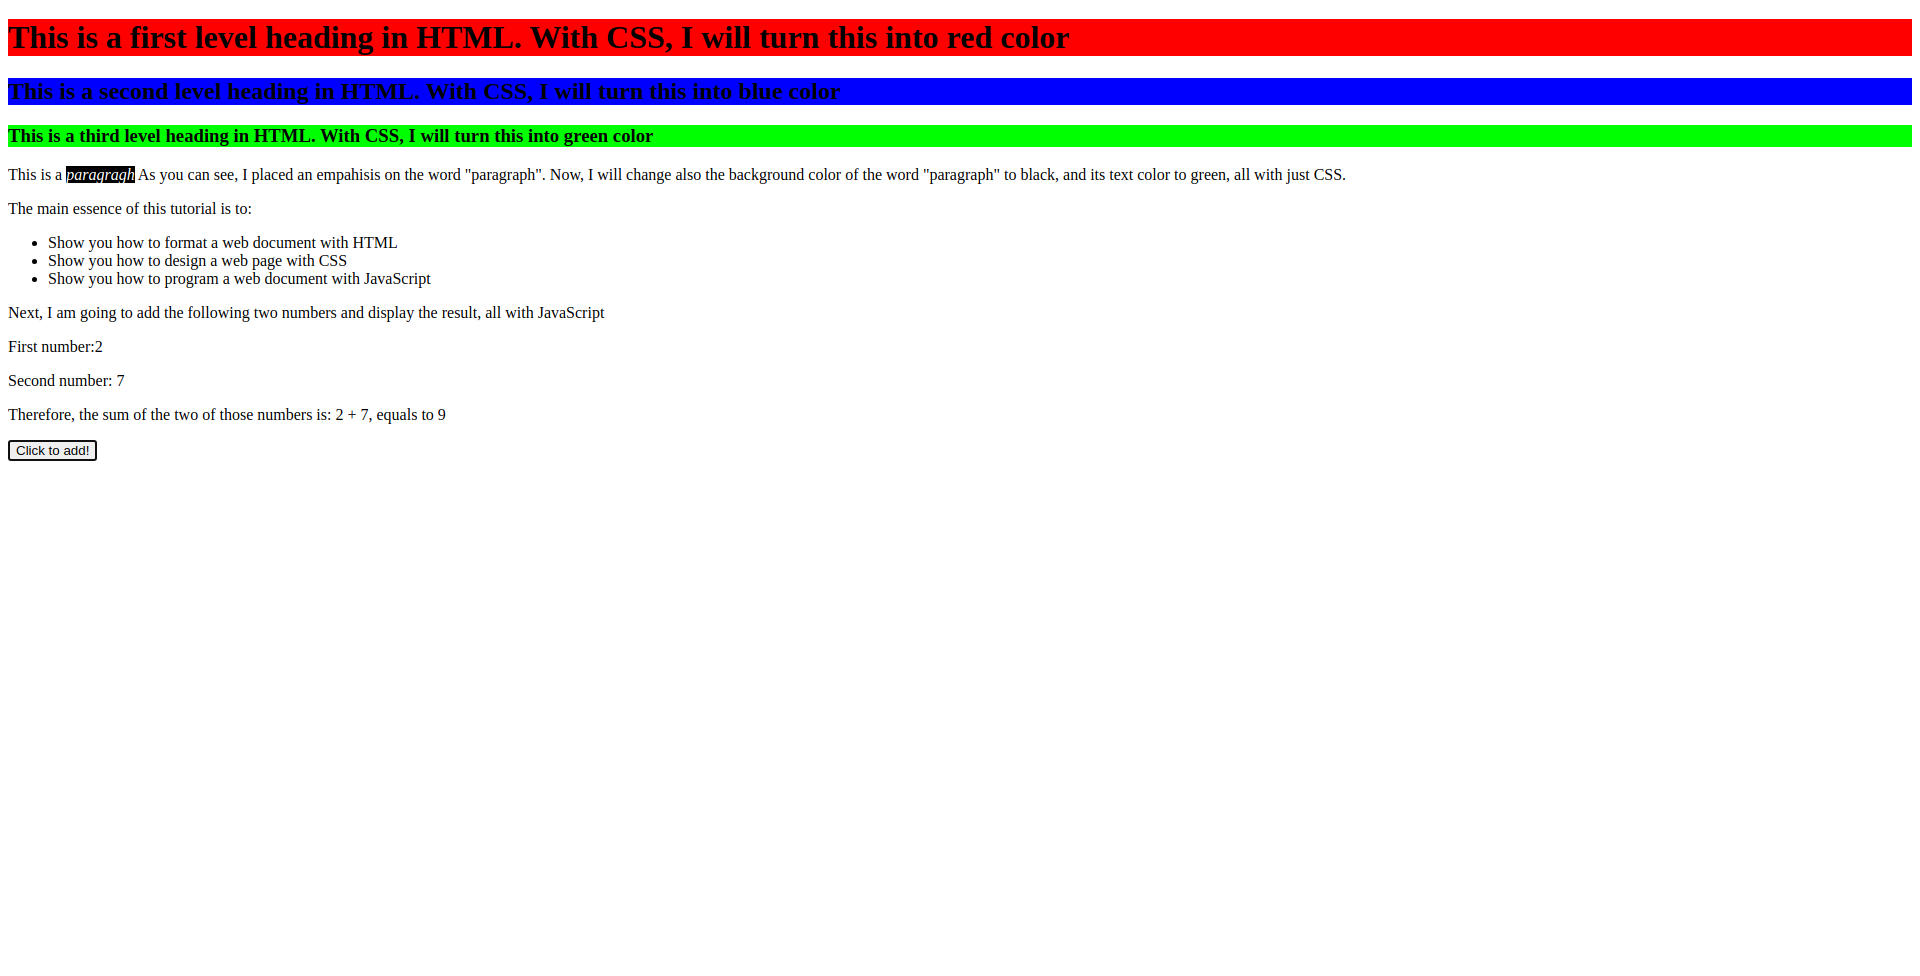 This is a first level heading in HTML. With CSS, I will turn this into red color
This is a second level heading in HTML. With CSS, I will turn this into blue color
This is a third level heading in HTML. With CSS, I will turn this into green color
This is a paragragh As you can see, I placed an empahisis on the word "paragraph". Now, I will change also the background color of the word "paragraph" to black, and its text color to green, all with just CSS.
The main essence of this tutorial is to:
• Show you how to format a web document with HTML
• Show you how to design a web page with CSS
• Show you how to program a web document with JavaScript
Next, I am going to add the following two numbers and display the result, all with JavaScript
First number:2
Second number: 7
Therefore, the sum of the two of those numbers is: 2 + 7, equals to 9
Click to add!